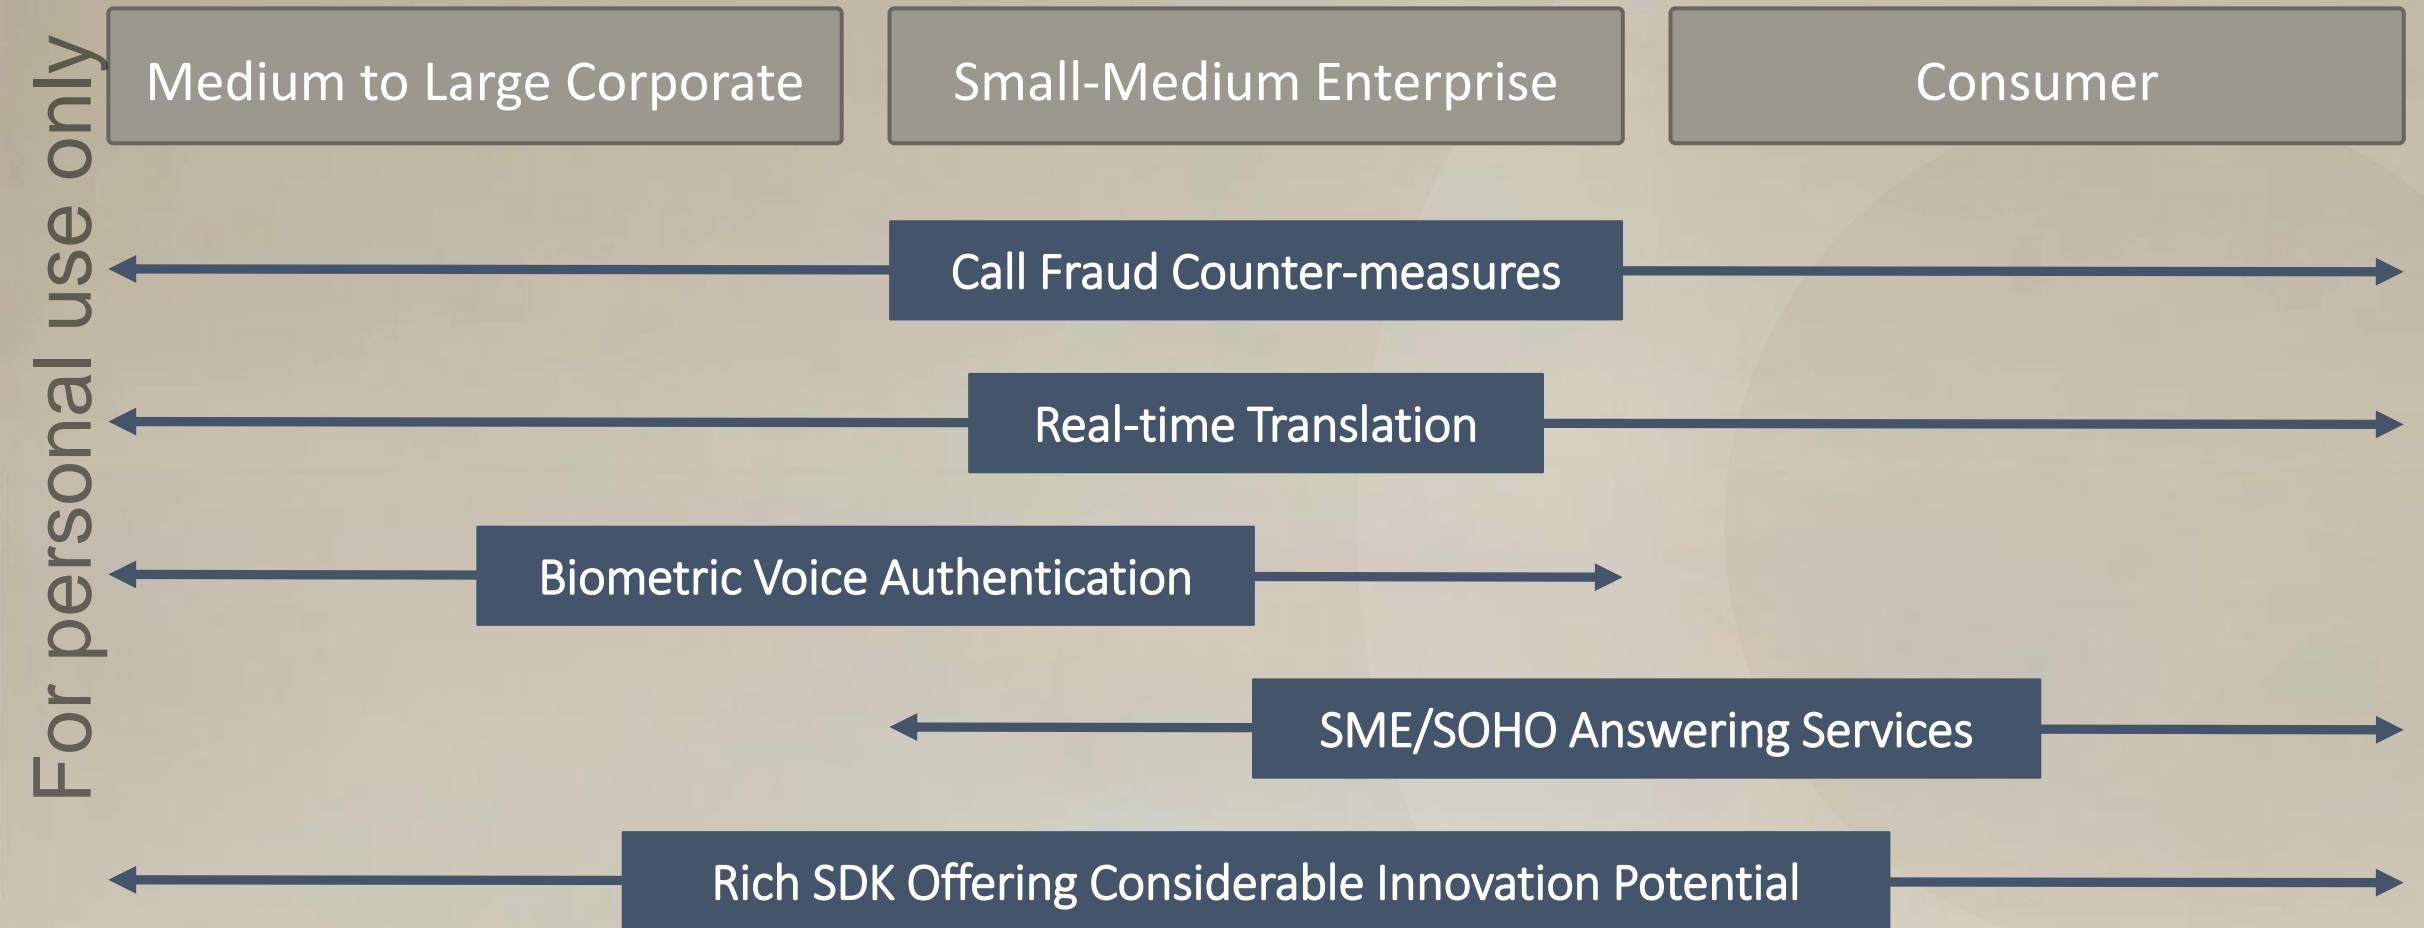 For personal use only
Medium to Large Corporate
Small-Medium Enterprise
Consumer
Call Fraud Counter-measures
Real-time Translation
Biometric Voice Authentication
SME/SOHO Answering Services
Rich SDK Offering Considerable Innovation Potential